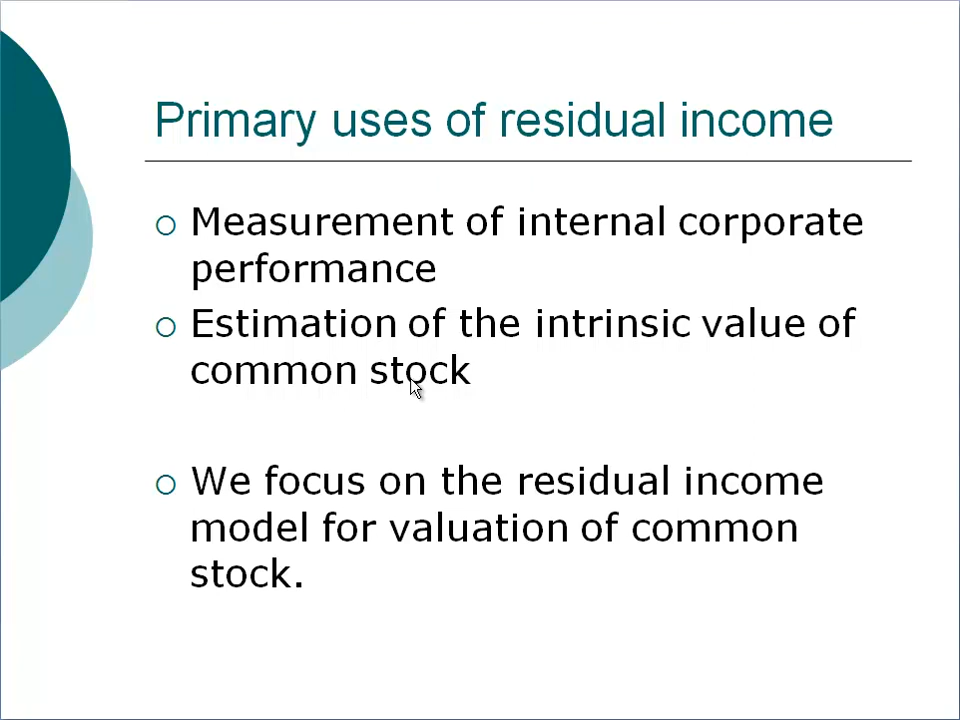 Primary uses of residual income
Measurement of internal corporate
performance
Estimation of the intrinsic value of
common stock
We focus on the residual income
model for valuation of common
stock.